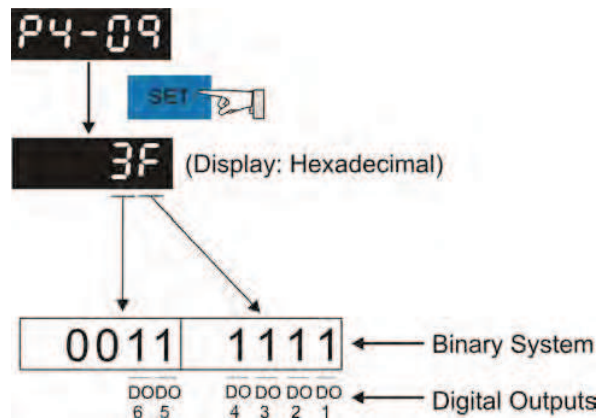 P4-09
SET
3F (Display: Hexadecimal)
0011 1111 Binary System
DO DO DO DO DO DO Digital Outputs
6 5 4 3 2 1